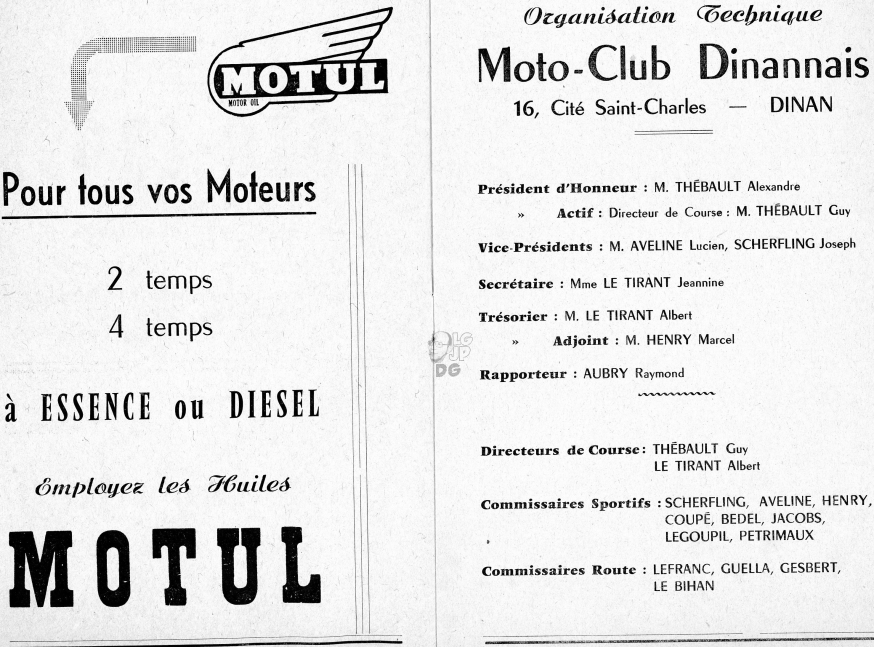 MOTUL
MOTOR OIL
Pour tous vos Moteurs
2 temps
4 temps
à ESSENCE ou DIESEL
Employez les Huiles
MOTUL
Organisation Technique
Moto-Club Dinannais
16, Cité Saint-Charles — DINAN
Président d'Honneur : M. THÉBAULT Alexandre
» Actif : Directeur de Course : M. THÉBAULT Guy
Vice-Présidents : M. AVELINE Lucien, SCHERFLING Joseph
Secrétaire : Mme LE TIRANT Jeannine
Trésorier : M. LE TIRANT Albert
» Adjoint : M. HENRY Marcel
Rapporteur : AUBRY Raymond
Directeurs de Course : THÉBAULT Guy
LE TIRANT Albert
Commissaires Sportifs : SCHERFLING, AVELINE, HENRY,
COUPÉ, BEDEL, JACOBS,
LEGOUPIL, PETRIMAUX
Commissaires Route : LEFRANC, GUELLA, GESBERT,
LE BIHAN
LG
JP
DG